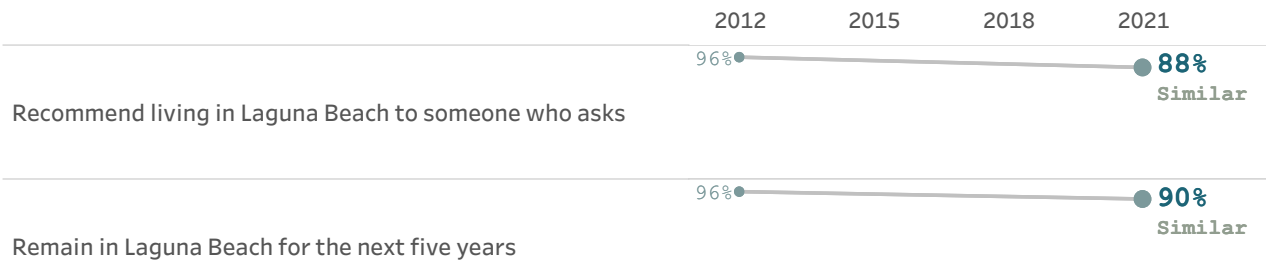 2012 2015 2018 2021
96% 88%
Similar
Recommend living in Laguna Beach to someone who asks
96% 90%
Similar
Remain in Laguna Beach for the next five years